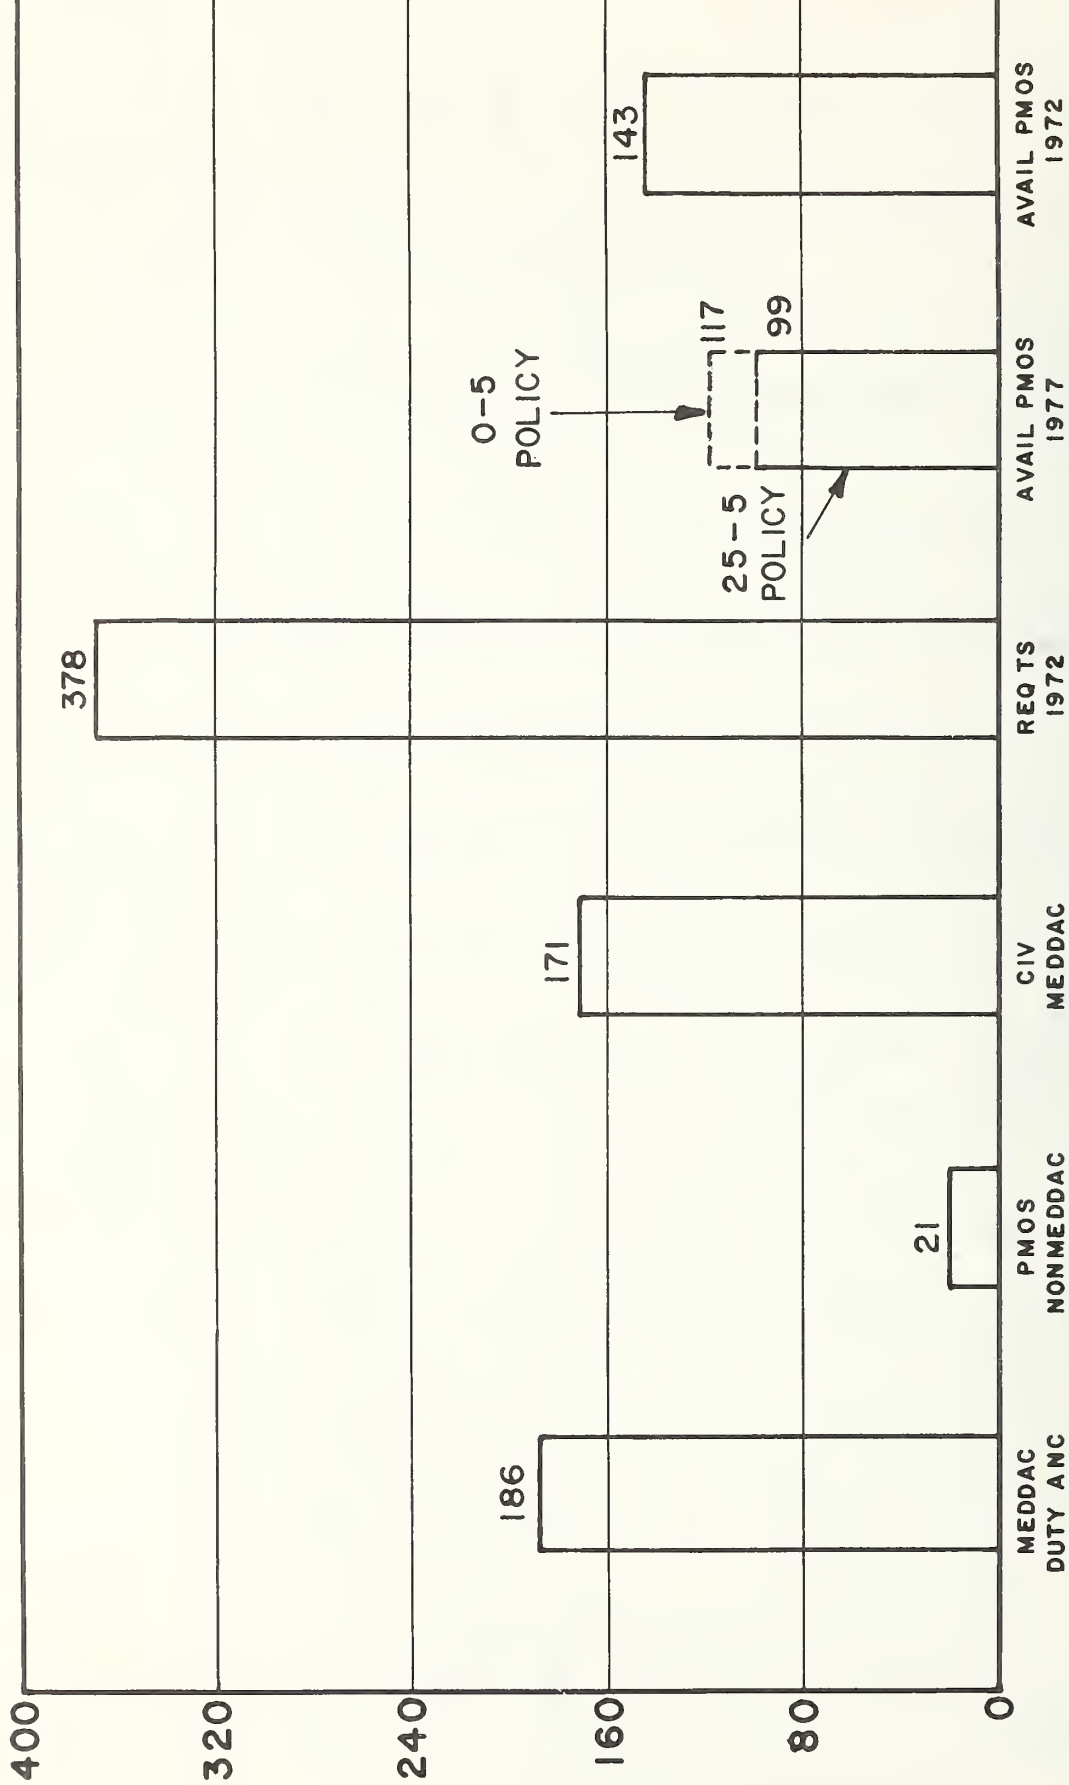 400
320
240
160
80
0
186
21
171
378
0-5
POLICY
117
99
25-5
POLICY
143
MEDDAC
DUTY ANC
PMOS
NONMEDDAC
CIV
MEDDAC
REQTS
1972
AVAIL PMOS
1977
AVAIL PMOS
1972